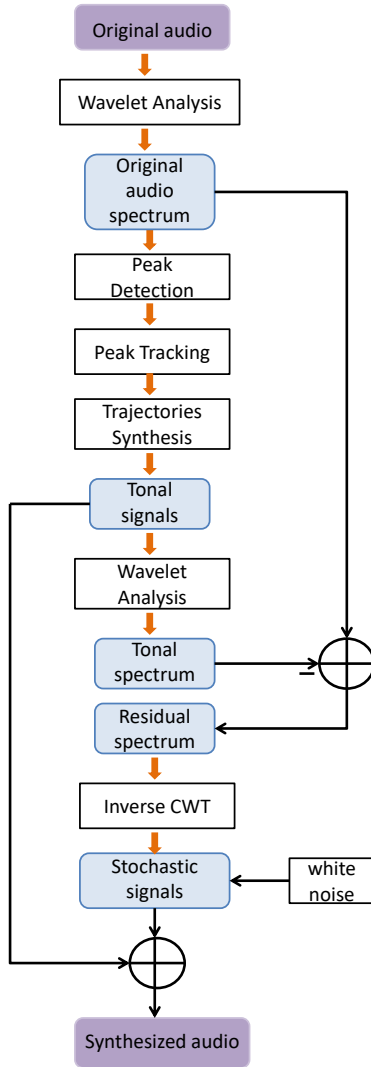 Original audio
Wavelet Analysis
Original
audio
spectrum
Peak
Detection
Peak Tracking
Trajectories
Synthesis
Tonal
signals
Wavelet
Analysis
Tonal
spectrum
–
Residual
spectrum
Inverse CWT
Stochastic
signals
white
noise
Synthesized audio